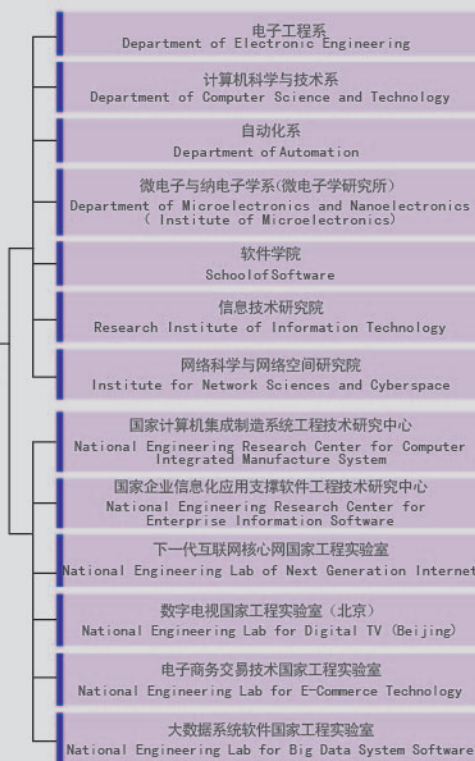 电子工程系
Department of Electronic Engineering
计算机科学与技术系
Department of Computer Science and Technology
自动化系
Department of Automation
微电子与纳电子学系(微电子学研究所)
Department of Microelectronics and Nanoelectronics
( Institute of Microelectronics)
软件学院
SchoolofSoftware
信息技术研究院
Research Institute of Information Technology
网络科学与网络空间研究院
Institute for Network Sciences and Cyberspace
国家计算机集成制造系统工程技术研究中心
National Engineering Research Center for Computer
Integrated Manufacture System
国家企业信息化应用支撑软件工程技术研究中心
National Engineering Research Center for
Enterprise Information Software
下一代互联网核心网国家工程实验室
National Engineering Lab of Next Generation Internet
数字电视国家工程实验室（北京）
National Engineering Lab for Digital TV (Beijing)
电子商务交易技术国家工程实验室
National Engineering Lab for E-Commerce Technology
大数据系统软件国家工程实验室
National Engineering Lab for Big Data System Software